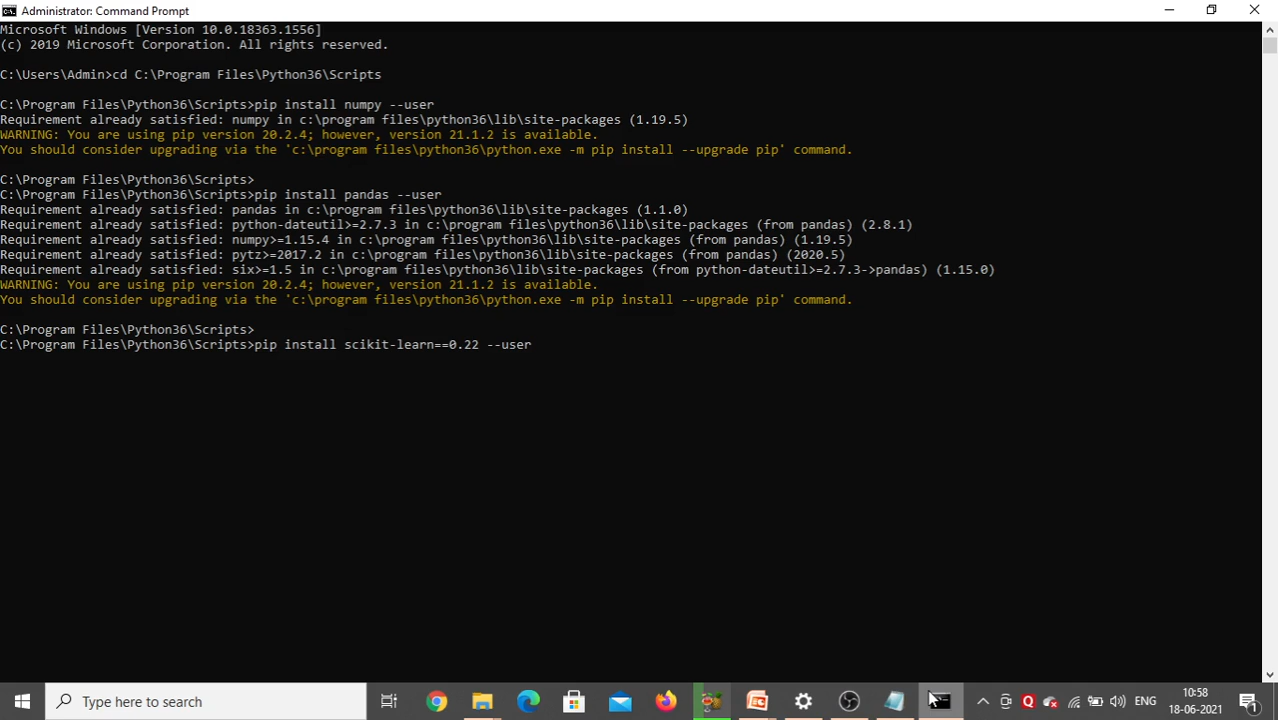 Administrator: Command Prompt
Microsoft Windows [Version 10.0.18363.1556]
(c) 2019 Microsoft Corporation. All rights reserved.
C:\Users\Admin>cd C:\Program Files\Python36\Scripts
C:\Program Files\Python36\Scripts>pip install numpy --user
Requirement already satisfied: numpy in c:\program files\python36\lib\site-packages (1.19.5)
WARNING: You are using pip version 20.2.4; however, version 21.1.2 is available.
You should consider upgrading via the 'c:\program files\python36\python.exe -m pip install --upgrade pip' command.
C:\Program Files\Python36\Scripts>
C:\Program Files\Python36\Scripts>pip install pandas --user
Requirement already satisfied: pandas in c:\program files\python36\lib\site-packages (1.1.0)
Requirement already satisfied: python-dateutil>=2.7.3 in c:\program files\python36\lib\site-packages (from pandas) (2.8.1)
Requirement already satisfied: numpy>=1.15.4 in c:\program files\python36\lib\site-packages (from pandas) (1.19.5)
Requirement already satisfied: pytz>=2017.2 in c:\program files\python36\lib\site-packages (from pandas) (2020.5)
Requirement already satisfied: six>=1.5 in c:\program files\python36\lib\site-packages (from python-dateutil>=2.7.3->pandas) (1.15.0)
WARNING: You are using pip version 20.2.4; however, version 21.1.2 is available.
You should consider upgrading via the 'c:\program files\python36\python.exe -m pip install --upgrade pip' command.
C:\Program Files\Python36\Scripts>
C:\Program Files\Python36\Scripts>pip install scikit-learn==0.22 --user
Type here to search
ENG
10:58
18-06-2021
1